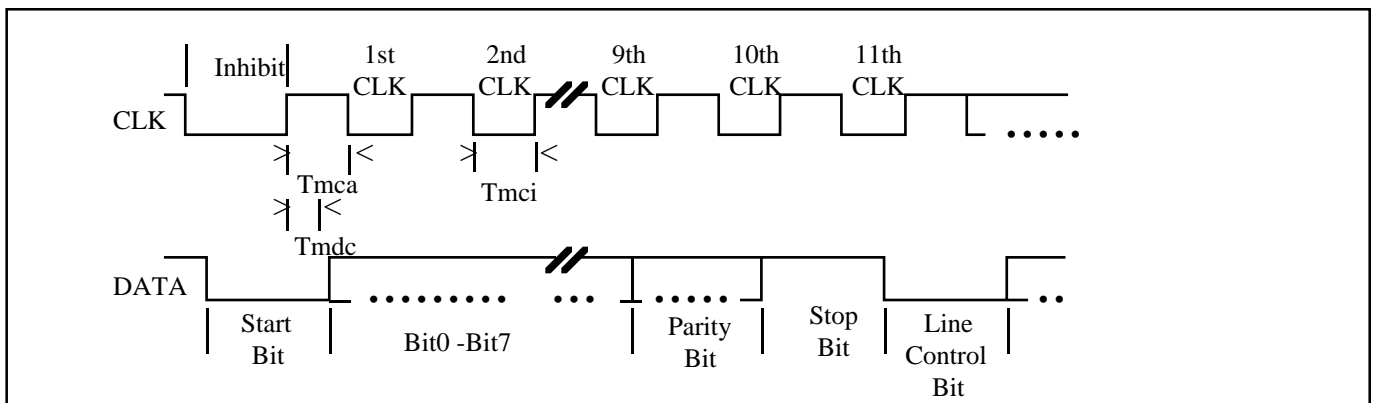 Inhibit
1st CLK
2nd CLK
9th CLK
10th CLK
11th CLK
CLK
Tmca
Tmci
Tmdc
DATA
Start Bit
Bit0 -Bit7
Parity Bit
Stop Bit
Line Control Bit